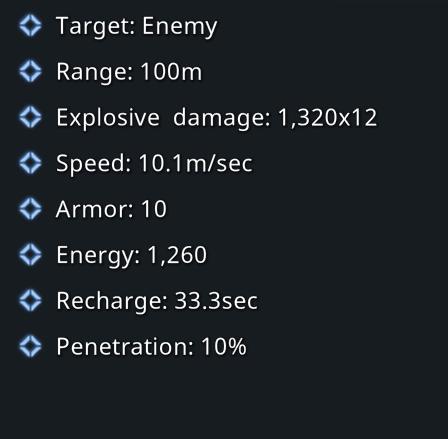 Target: Enemy
Range: 100m
Explosive damage: 1,320x12
Speed: 10.1m/sec
Armor: 10
Energy: 1,260
Recharge: 33.3sec
Penetration: 10%